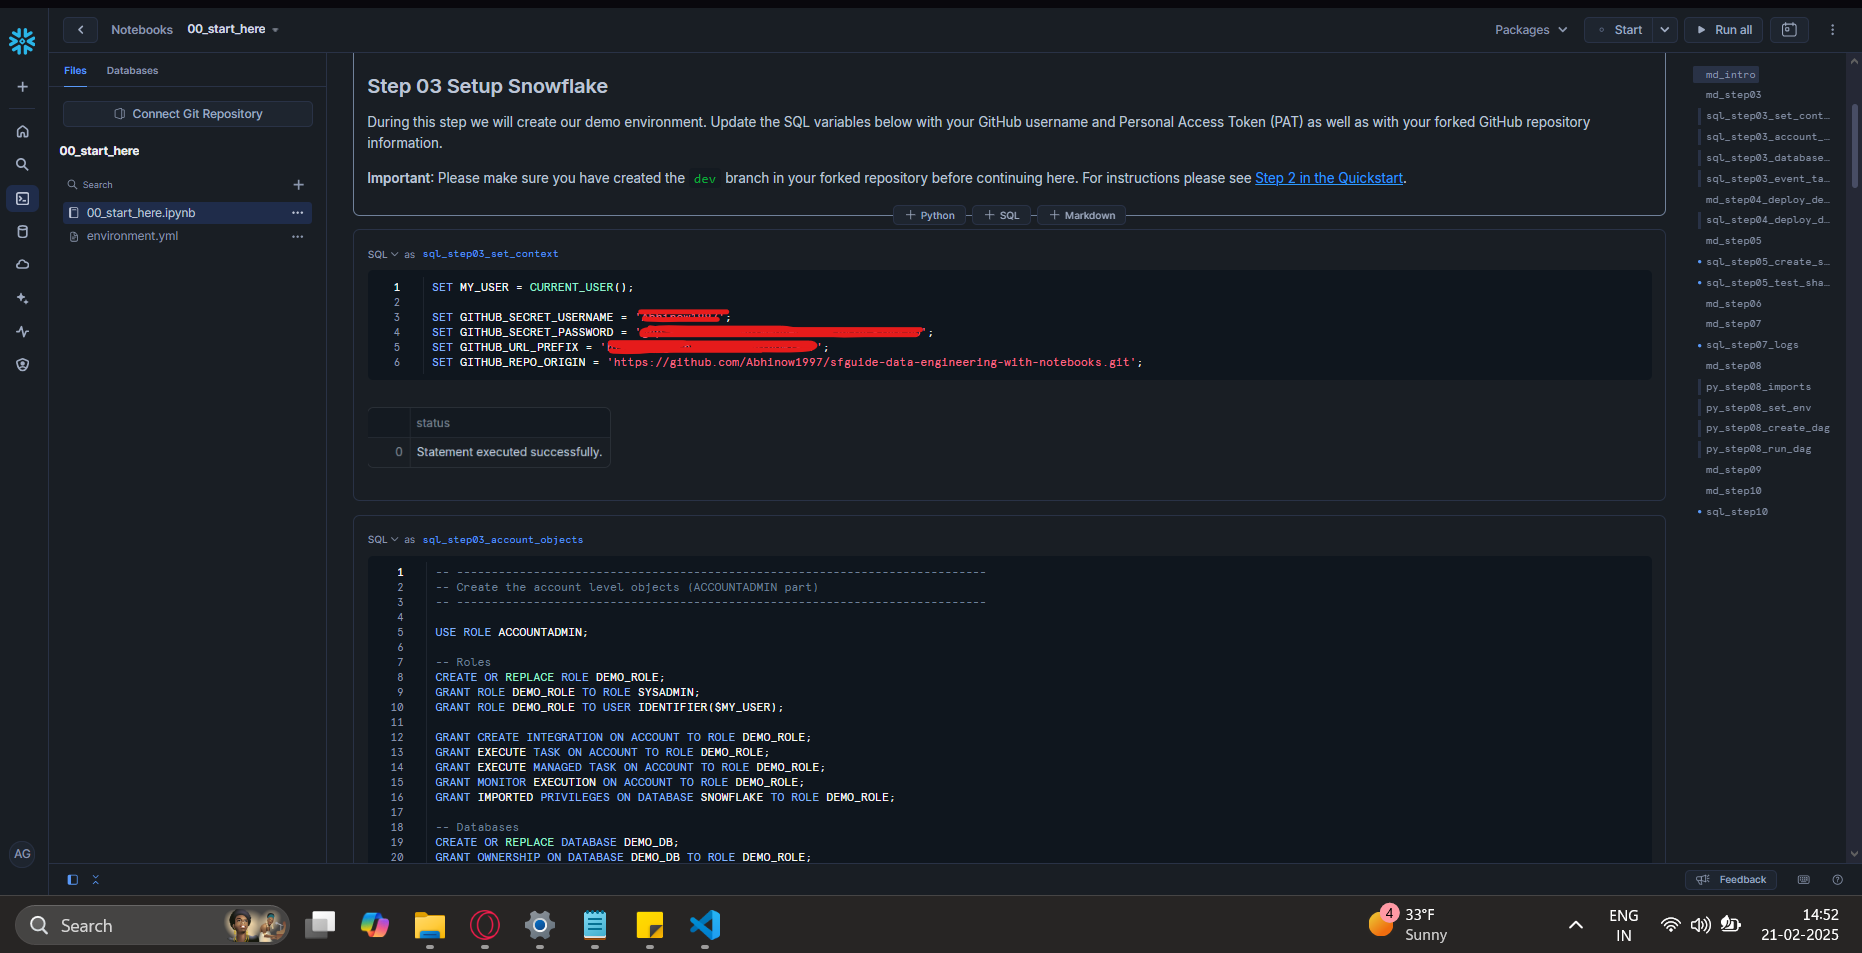 Notebooks 00_start_here
Packages Start Run all
Files Databases
Connect Git Repository
00_start_here
Search
00_start_here.ipynb
environment.yml
Step 03 Setup Snowflake
During this step we will create our demo environment. Update the SQL variables below with your GitHub username and Personal Access Token (PAT) as well as with your forked GitHub repository
information.
Important: Please make sure you have created the dev branch in your forked repository before continuing here. For instructions please see Step 2 in the Quickstart.
+ Python + SQL + Markdown
SQL as sql_step03_set_context
1 SET MY_USER = CURRENT_USER();
2
3 SET GITHUB_SECRET_USERNAME = '';
4 SET GITHUB_SECRET_PASSWORD = '';
5 SET GITHUB_URL_PREFIX = '';
6 SET GITHUB_REPO_ORIGIN = 'https://github.com/Abhinow1997/sfguide-data-engineering-with-notebooks.git';
status
0 Statement executed successfully.
SQL as sql_step03_account_objects
1 -- ----------------------------------------------------------------------------
2 -- Create the account level objects (ACCOUNTADMIN part)
3 -- ----------------------------------------------------------------------------
4
5 USE ROLE ACCOUNTADMIN;
6
7 -- Roles
8 CREATE OR REPLACE ROLE DEMO_ROLE;
9 GRANT ROLE DEMO_ROLE TO ROLE SYSADMIN;
10 GRANT ROLE DEMO_ROLE TO USER IDENTIFIER($MY_USER);
11
12 GRANT CREATE INTEGRATION ON ACCOUNT TO ROLE DEMO_ROLE;
13 GRANT EXECUTE TASK ON ACCOUNT TO ROLE DEMO_ROLE;
14 GRANT EXECUTE MANAGED TASK ON ACCOUNT TO ROLE DEMO_ROLE;
15 GRANT MONITOR EXECUTION ON ACCOUNT TO ROLE DEMO_ROLE;
16 GRANT IMPORTED PRIVILEGES ON DATABASE SNOWFLAKE TO ROLE DEMO_ROLE;
17
18 -- Databases
19 CREATE OR REPLACE DATABASE DEMO_DB;
20 GRANT OWNERSHIP ON DATABASE DEMO_DB TO ROLE DEMO_ROLE;
md_intro
md_step03
sql_step03_set_cont...
sql_step03_account_...
sql_step03_database...
sql_step03_event_ta...
md_step04_deploy_de...
sql_step04_deploy_d...
md_step05
sql_step05_create_s...
sql_step05_test_sha...
md_step06
md_step07
sql_step07_logs
md_step08
py_step08_imports
py_step08_set_env
py_step08_create_dag
py_step08_run_dag
md_step09
md_step10
sql_step10
AG
Feedback
Search
4
33°F
Sunny
ENG
IN
14:52
21-02-2025